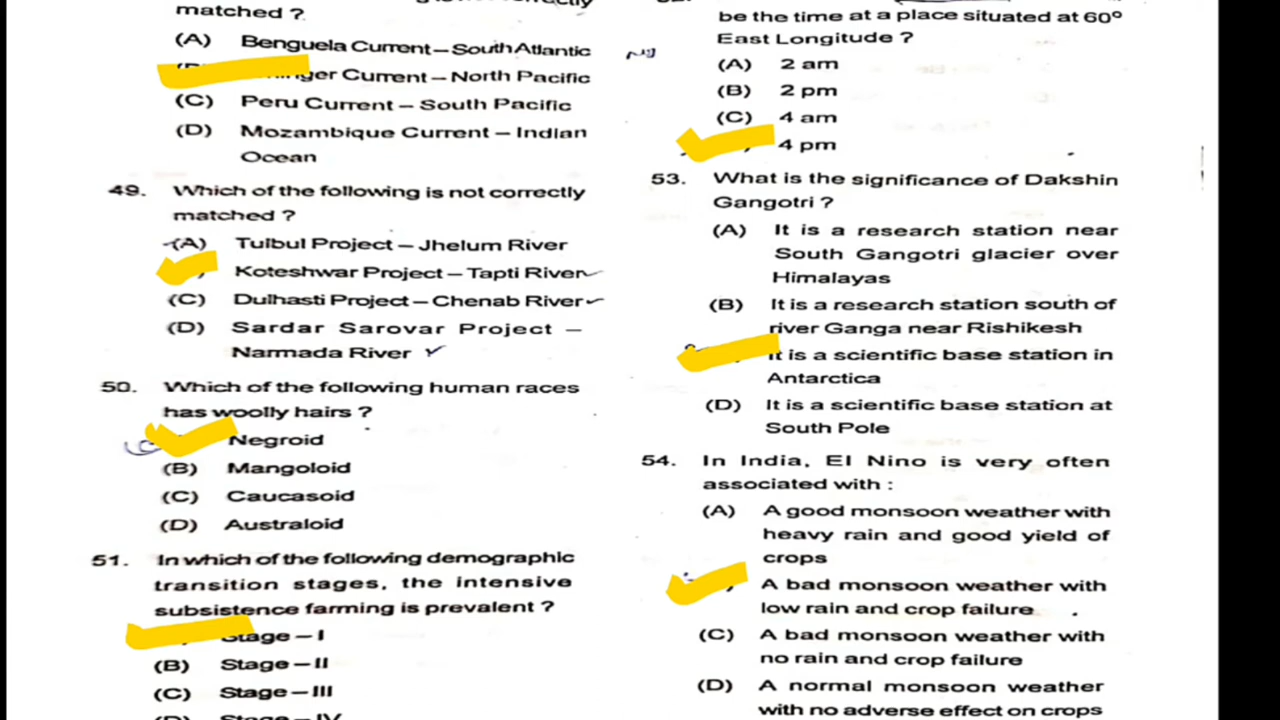 matched ?
(A) Benguela Current – South Atlantic
Current – North Pacific
(C) Peru Current – South Pacific
(D) Mozambique Current – Indian
Ocean
49. Which of the following is not correctly
matched ?
(A) Tulbul Project – Jhelum River
Koteshwar Project – Tapti River
(C) Dulhasti Project – Chenab River
(D) Sardar Sarovar Project –
Narmada River
50. Which of the following human races
has woolly hairs ?
Negroid
(B) Mangoloid
(C) Caucasoid
(D) Australoid
51. In which of the following demographic
transition stages, the intensive
subsistence farming is prevalent ?
Stage – I
(B) Stage – II
(C) Stage – III
Stage – IV
be the time at a place situated at 60°
East Longitude ?
(A) 2 am
(B) 2 pm
(C) 4 am
4 pm
53. What is the significance of Dakshin
Gangotri ?
(A) It is a research station near
South Gangotri glacier over
Himalayas
(B) It is a research station south of
river Ganga near Rishikesh
It is a scientific base station in
Antarctica
(D) It is a scientific base station at
South Pole
54. In India, El Nino is very often
associated with :
(A) A good monsoon weather with
heavy rain and good yield of
crops
A bad monsoon weather with
low rain and crop failure
(C) A bad monsoon weather with
no rain and crop failure
(D) A normal monsoon weather
with no adverse effect on crops